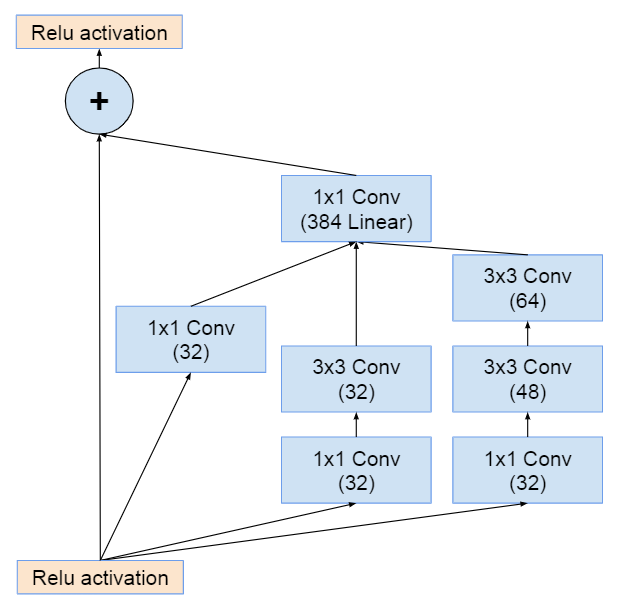 Relu activation
+
1x1 Conv
(384 Linear)
3x3 Conv
(64)
1x1 Conv
(32)
3x3 Conv
(32)
3x3 Conv
(48)
1x1 Conv
(32)
1x1 Conv
(32)
Relu activation